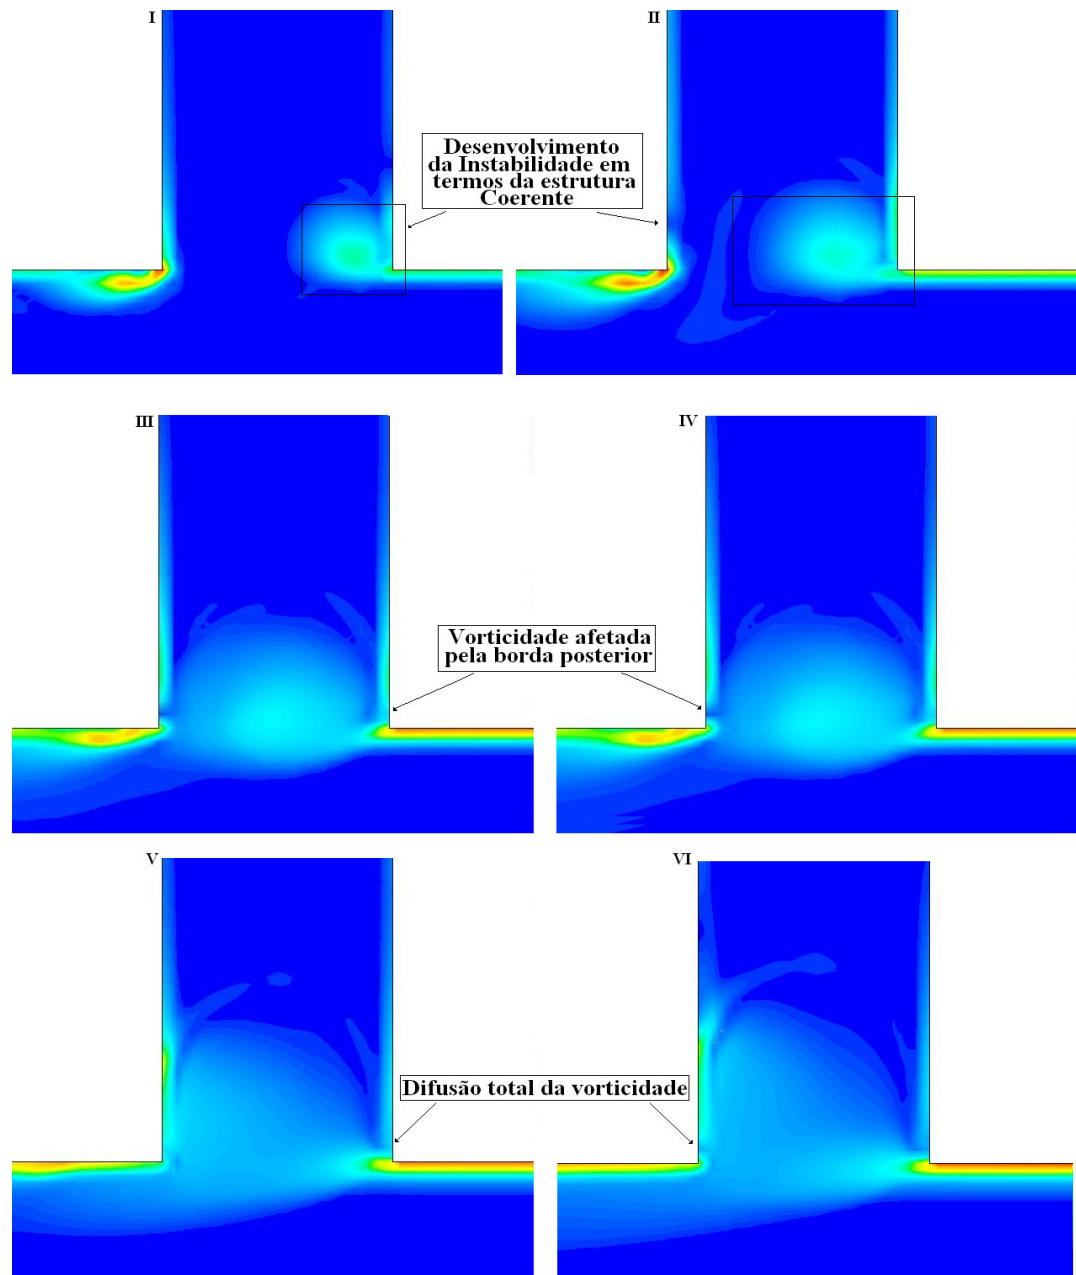 I
II
Desenvolvimento
da Instabilidade em
termos da estrutura
Coerente
III
IV
Vorticidade afetada
pela borda posterior
V
VI
Difusão total da vorticidade